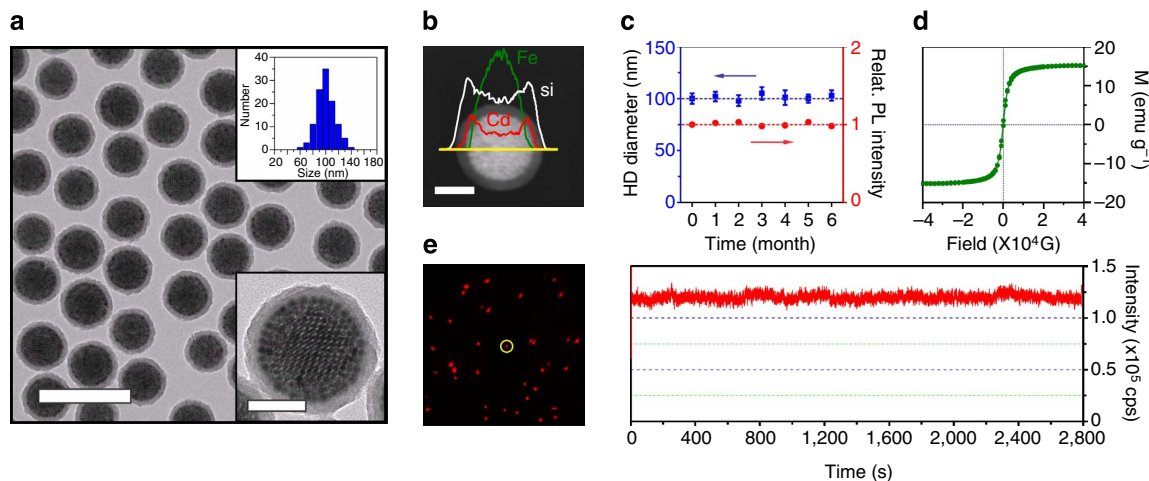 a
40
30
20
10
0
Number
20 60 100 140 180
Size (nm)
b
Fe
si
Cd
c
150
100
50
0
HD diameter (nm)
2
1
0
Relat. PL intensity
0 1 2 3 4 5 6
Time (month)
d
20
10
0
−10
−20
M (emu g⁻¹)
−4 −2 0 2 4
Field (X10⁴G)
e
1.5
1.0
0.5
0
Intensity (x10⁵ cps)
0 400 800 1,200 1,600 2,000 2,400 2,800
Time (s)